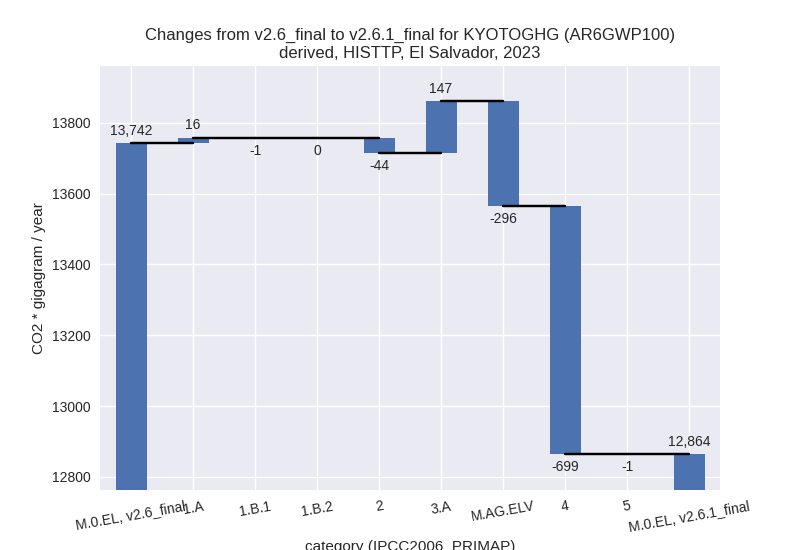 Changes from v2.6_final to v2.6.1_final for KYOTOGHG (AR6GWP100)
derived, HISTTP, El Salvador, 2023
CO2 * gigagram / year
13800
13600
13400
13200
13000
12800
13,742
16
-1
0
-44
147
-296
-699
-1
12,864
M.0.EL, v2.6_final
1.A
1.B.1
1.B.2
2
3.A
M.AG.ELV
4
5
M.0.EL, v2.6.1_final
category (IPCC2006_PRIMAP)